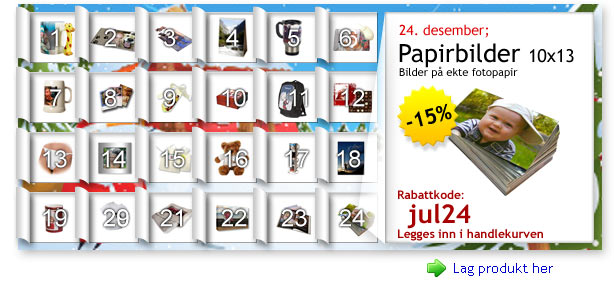 1 2 3 4 5 6
7 8 9 10 11 12
13 14 15 16 17 18
19 29 21 22 23 24
24. desember;
Papirbilder 10x13
Bilder på ekte fotopapir
-15%
Rabattkode:
jul24
Legges inn i handlekurven
Lag produkt her